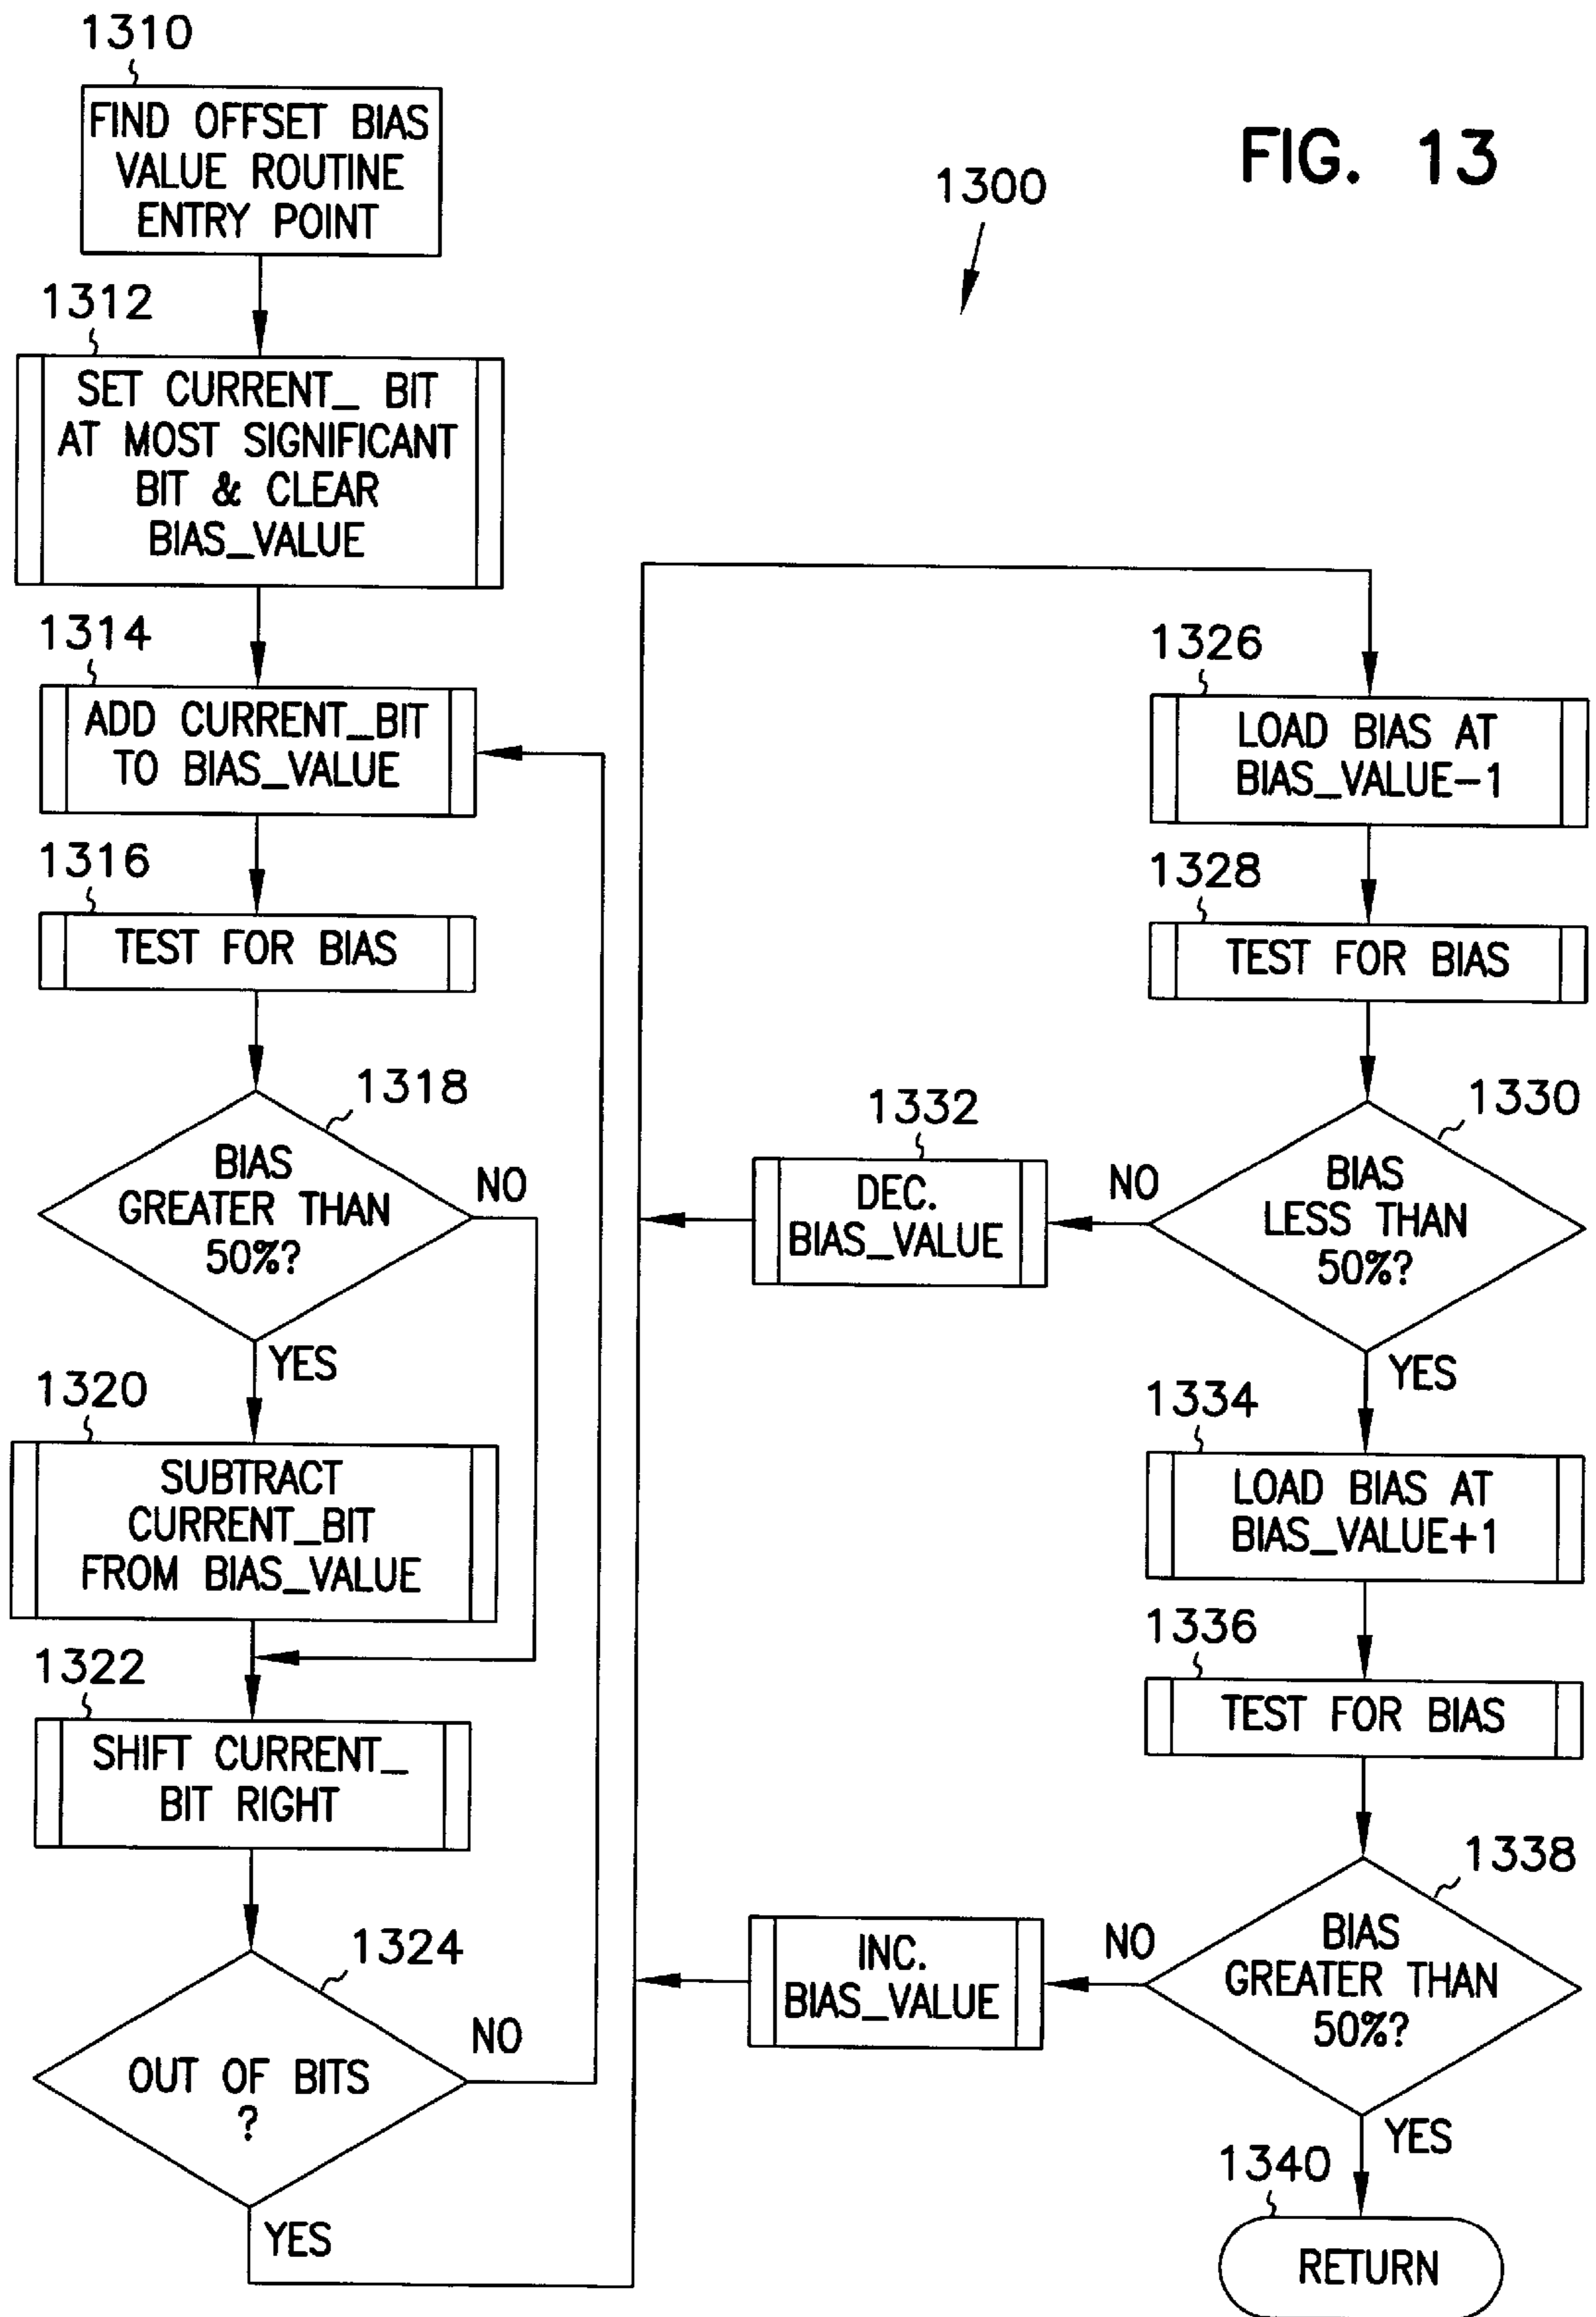 FIG. 13
1300
1310
FIND OFFSET BIAS
VALUE ROUTINE
ENTRY POINT
1312
SET CURRENT_ BIT
AT MOST SIGNIFICANT
BIT & CLEAR
BIAS_VALUE
1314
ADD CURRENT_BIT
TO BIAS_VALUE
1316
TEST FOR BIAS
1318
BIAS
GREATER THAN
50%?
NO
YES
1320
SUBTRACT
CURRENT_BIT
FROM BIAS_VALUE
1322
SHIFT CURRENT_
BIT RIGHT
1324
OUT OF BITS
?
NO
YES
1326
LOAD BIAS AT
BIAS_VALUE-1
1328
TEST FOR BIAS
1330
BIAS
LESS THAN
50%?
NO
1332
DEC.
BIAS_VALUE
YES
1334
LOAD BIAS AT
BIAS_VALUE+1
1336
TEST FOR BIAS
1338
BIAS
GREATER THAN
50%?
NO
INC.
BIAS_VALUE
YES
1340
RETURN